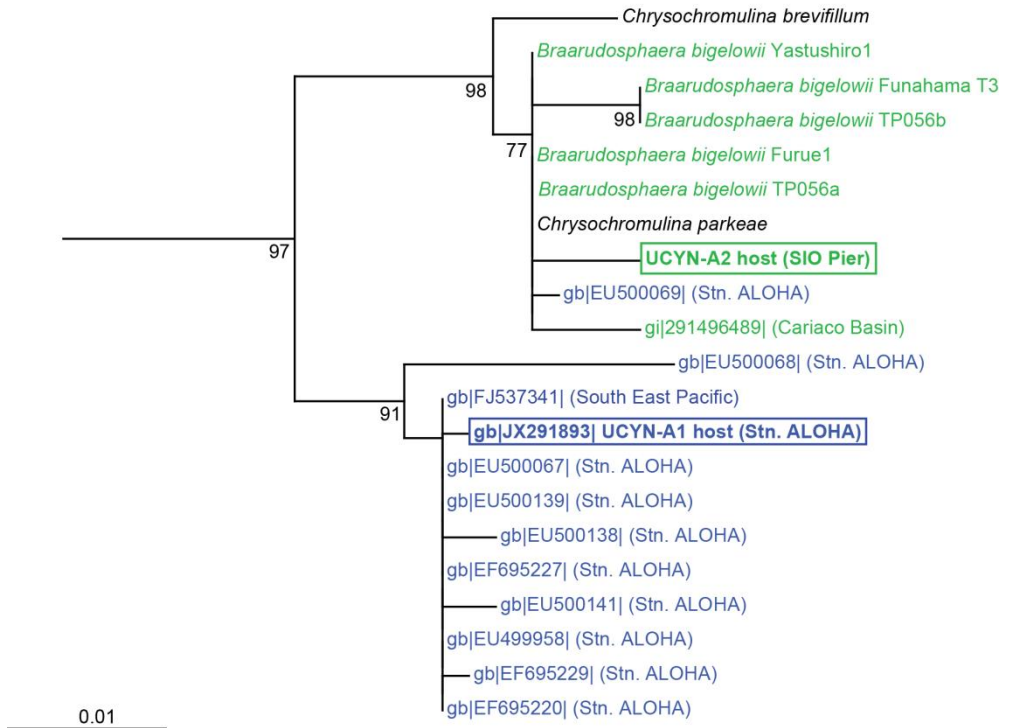 Chrysochromulina brevifillum
Braarudosphaera bigelowii Yastushiro1
98
Braarudosphaera bigelowii Funahama T3
98
Braarudosphaera bigelowii TP056b
77
Braarudosphaera bigelowii Furue1
Braarudosphaera bigelowii TP056a
Chrysochromulina parkeae
97
UCYN-A2 host (SIO Pier)
gb|EU500069| (Stn. ALOHA)
gi|291496489| (Cariaco Basin)
gb|EU500068| (Stn. ALOHA)
91
gb|FJ537341| (South East Pacific)
gb|JX291893| UCYN-A1 host (Stn. ALOHA)
gb|EU500067| (Stn. ALOHA)
gb|EU500139| (Stn. ALOHA)
gb|EU500138| (Stn. ALOHA)
gb|EF695227| (Stn. ALOHA)
gb|EU500141| (Stn. ALOHA)
gb|EU499958| (Stn. ALOHA)
gb|EF695229| (Stn. ALOHA)
gb|EF695220| (Stn. ALOHA)
0.01